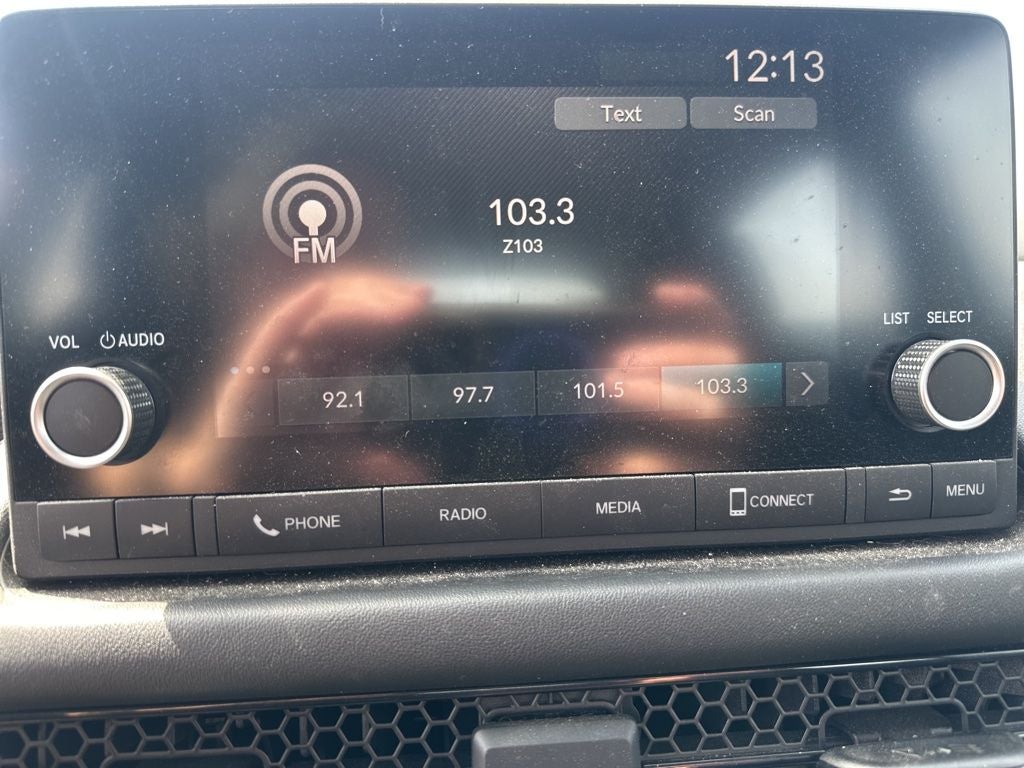 12:13
Text Scan
103.3
FM
Z103
VOL AUDIO
LIST SELECT
92.1 97.7 101.5 103.3
PHONE RADIO MEDIA CONNECT MENU